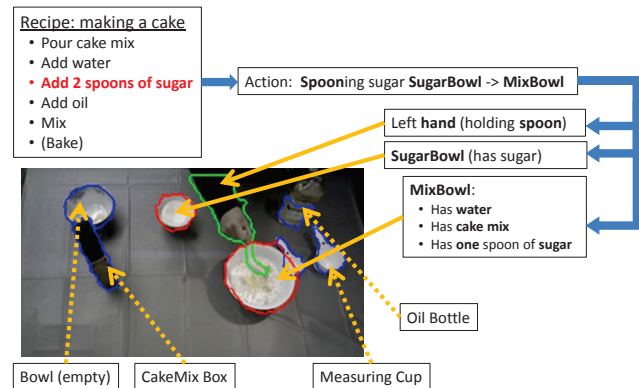 Recipe: making a cake
• Pour cake mix
• Add water
• Add 2 spoons of sugar
• Add oil
• Mix
• (Bake)
Action: Spooning sugar SugarBowl -> MixBowl
Left hand (holding spoon)
SugarBowl (has sugar)
MixBowl:
• Has water
• Has cake mix
• Has one spoon of sugar
Oil Bottle
Bowl (empty)
CakeMix Box
Measuring Cup